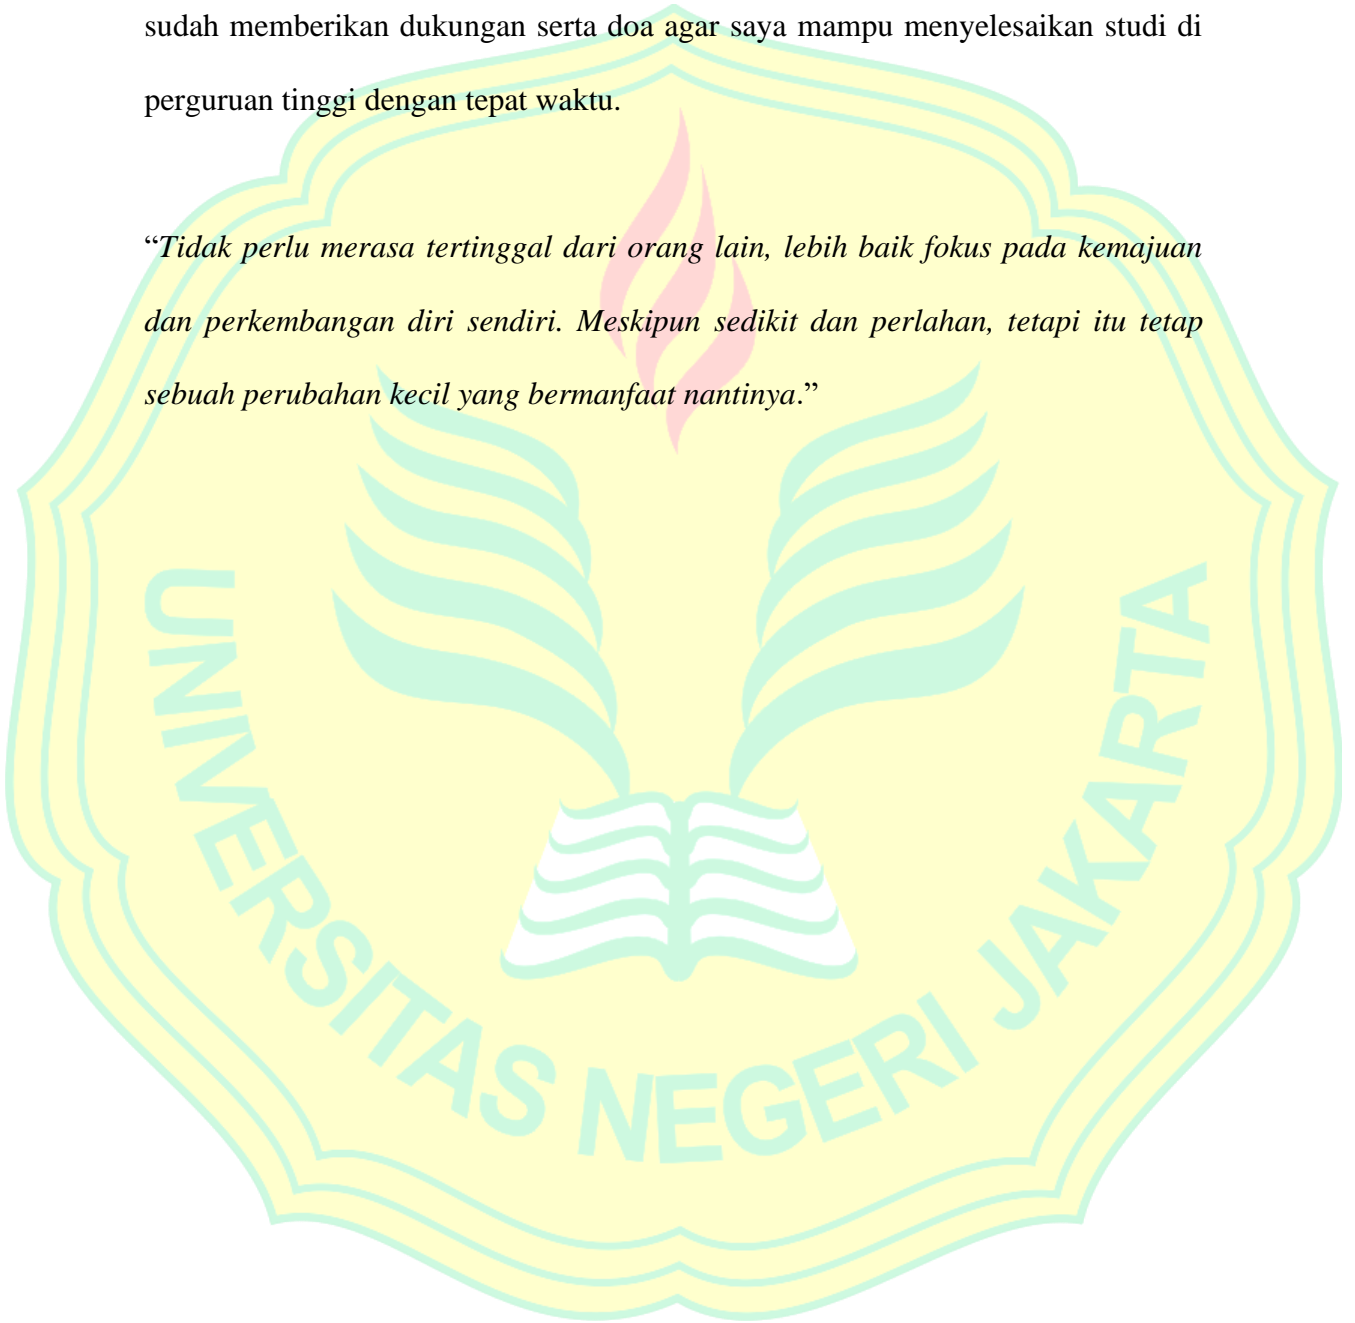 sudah memberikan dukungan serta doa agar saya mampu menyelesaikan studi di
perguruan tinggi dengan tepat waktu.
“Tidak perlu merasa tertinggal dari orang lain, lebih baik fokus pada kemajuan
dan perkembangan diri sendiri. Meskipun sedikit dan perlahan, tetapi itu tetap
sebuah perubahan kecil yang bermanfaat nantinya.”
UNIVERSITAS NEGERI JAKARTA